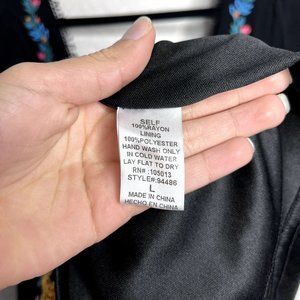 SELF
100%RAYON
LINING
100%POLYESTER
HAND WASH ONLY
IN COLD WATER
LAY FLAT TO DRY
RN# :105013
STYLE#:94486
L
MADE IN CHINA
HECHO EN CHINA